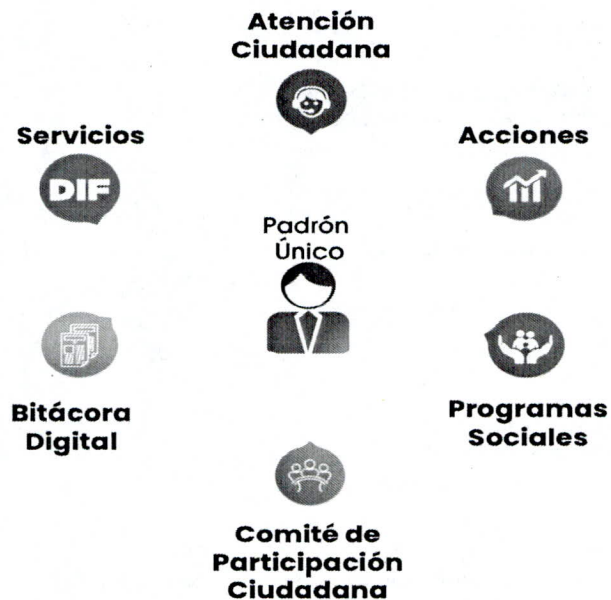 Atención
Ciudadana
Servicios
DIF
Acciones
Padrón
Único
Bitácora
Digital
Programas
Sociales
Comité de
Participación
Ciudadana